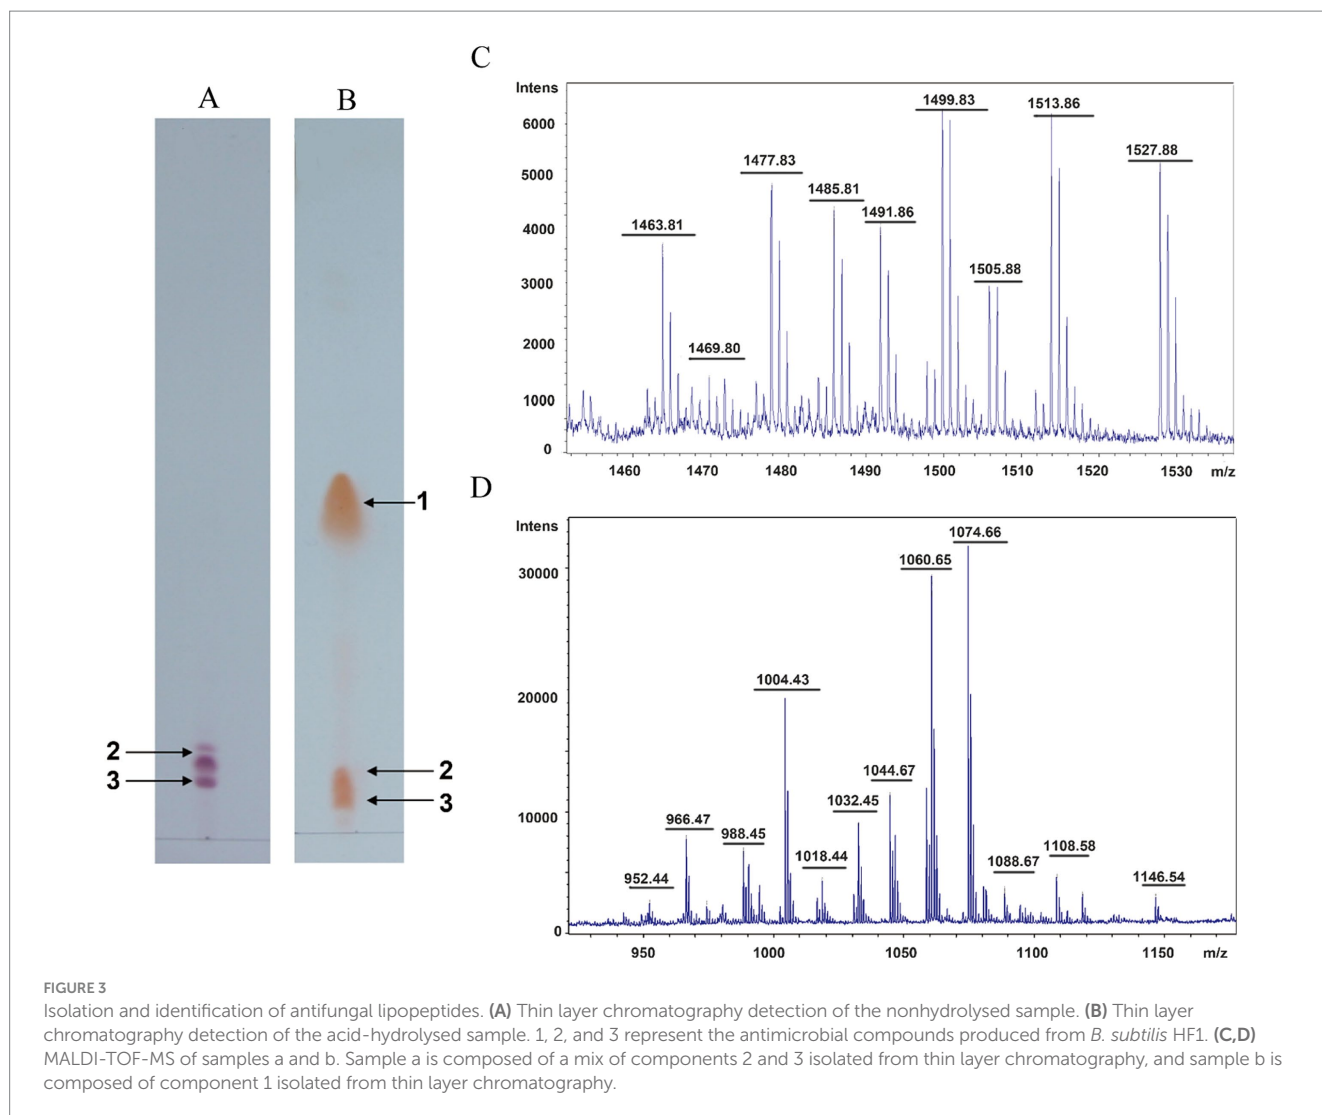 A
B
1
2
3
2
3
C
Intens
6000
5000
4000
3000
2000
1000
0
1463.81
1469.80
1477.83
1485.81
1491.86
1499.83
1505.88
1513.86
1527.88
1460 1470 1480 1490 1500 1510 1520 1530 m/z
D
Intens
30000
20000
10000
0
952.44
966.47
988.45
1004.43
1018.44
1032.45
1044.67
1060.65
1074.66
1088.67
1108.58
1146.54
950 1000 1050 1100 1150 m/z
FIGURE 3
Isolation and identification of antifungal lipopeptides. (A) Thin layer chromatography detection of the nonhydrolysed sample. (B) Thin layer
chromatography detection of the acid-hydrolysed sample. 1, 2, and 3 represent the antimicrobial compounds produced from B. subtilis HF1. (C,D)
MALDI-TOF-MS of samples a and b. Sample a is composed of a mix of components 2 and 3 isolated from thin layer chromatography, and sample b is
composed of component 1 isolated from thin layer chromatography.